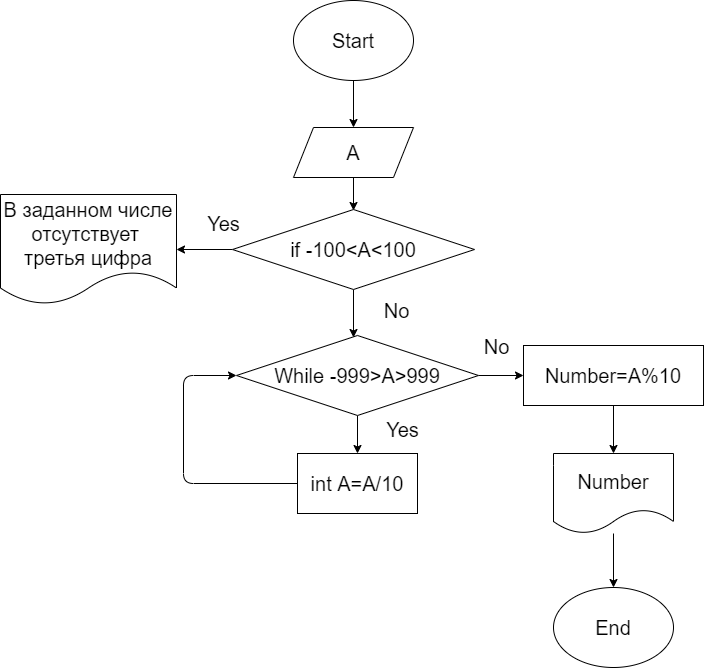 Start
A
В заданном числе
отсутствует
третья цифра
Yes
if -100<A<100
No
While -999>A>999
No
Number=A%10
Yes
int A=A/10
Number
End